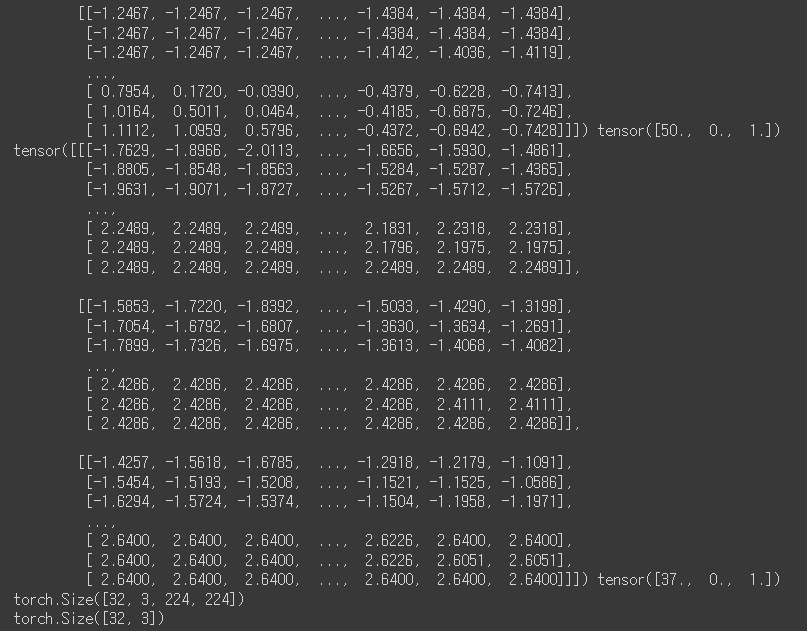 [[-1.2467, -1.2467, -1.2467,  ..., -1.4384, -1.4384, -1.4384],
[-1.2467, -1.2467, -1.2467,  ..., -1.4384, -1.4384, -1.4384],
[-1.2467, -1.2467, -1.2467,  ..., -1.4142, -1.4036, -1.4119],
...,
[ 0.7954,  0.1720, -0.0390,  ..., -0.4379, -0.6228, -0.7413],
[ 1.0164,  0.5011,  0.0464,  ..., -0.4185, -0.6875, -0.7246],
[ 1.1112,  1.0959,  0.5796,  ..., -0.4372, -0.6942, -0.7428]]]) tensor([50.,  0.,  1.])
tensor([[[-1.7629, -1.8966, -2.0113,  ..., -1.6656, -1.5930, -1.4861],
[-1.8805, -1.8548, -1.8563,  ..., -1.5284, -1.5287, -1.4365],
[-1.9631, -1.9071, -1.8727,  ..., -1.5267, -1.5712, -1.5726],
...,
[ 2.2489,  2.2489,  2.2489,  ...,  2.1831,  2.2318,  2.2318],
[ 2.2489,  2.2489,  2.2489,  ...,  2.1796,  2.1975,  2.1975],
[ 2.2489,  2.2489,  2.2489,  ...,  2.2489,  2.2489,  2.2489]],
[[-1.5853, -1.7220, -1.8392,  ..., -1.5033, -1.4290, -1.3198],
[-1.7054, -1.6792, -1.6807,  ..., -1.3630, -1.3634, -1.2691],
[-1.7899, -1.7326, -1.6975,  ..., -1.3613, -1.4068, -1.4082],
...,
[ 2.4286,  2.4286,  2.4286,  ...,  2.4286,  2.4286,  2.4286],
[ 2.4286,  2.4286,  2.4286,  ...,  2.4286,  2.4111,  2.4111],
[ 2.4286,  2.4286,  2.4286,  ...,  2.4286,  2.4286,  2.4286]],
[[-1.4257, -1.5618, -1.6785,  ..., -1.2918, -1.2179, -1.1091],
[-1.5454, -1.5193, -1.5208,  ..., -1.1521, -1.1525, -1.0586],
[-1.6294, -1.5724, -1.5374,  ..., -1.1504, -1.1958, -1.1971],
...,
[ 2.6400,  2.6400,  2.6400,  ...,  2.6226,  2.6400,  2.6400],
[ 2.6400,  2.6400,  2.6400,  ...,  2.6226,  2.6051,  2.6051],
[ 2.6400,  2.6400,  2.6400,  ...,  2.6400,  2.6400,  2.6400]]]) tensor([37.,  0.,  1.])
torch.Size([32, 3, 224, 224])
torch.Size([32, 3])